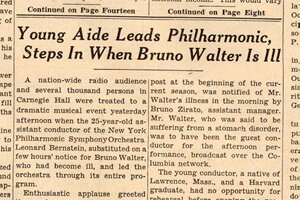 Continued on Page Fourteen
Continued on Page Eight
Young Aide Leads Philharmonic,
Steps In When Bruno Walter Is Ill
A nation-wide radio audience
and several thousand persons in
Carnegie Hall were treated to a
dramatic musical event yesterday
afternoon when the 25-year-old as-
sistant conductor of the New York
Philharmonic Symphony Orchestra
Leonard Bernstein, substituted on a
few hours' notice for Bruno Walter,
who had become ill, and led the
orchestra through its entire pro-
gram.
Enthusiastic applause greeted
post at the beginning of the cur-
rent season, was notified of Mr.
Walter's illness in the morning by
Bruno Zirato, assistant manager.
Mr. Walter, who was said to be
suffering from a stomach disorder,
was to have been the guest con-
ductor for the afternoon per-
formance, broadcast over the Co-
lumbia network.
The young conductor, a native of
Lawrence, Mass., and a Harvard
graduate, had no opportunity for